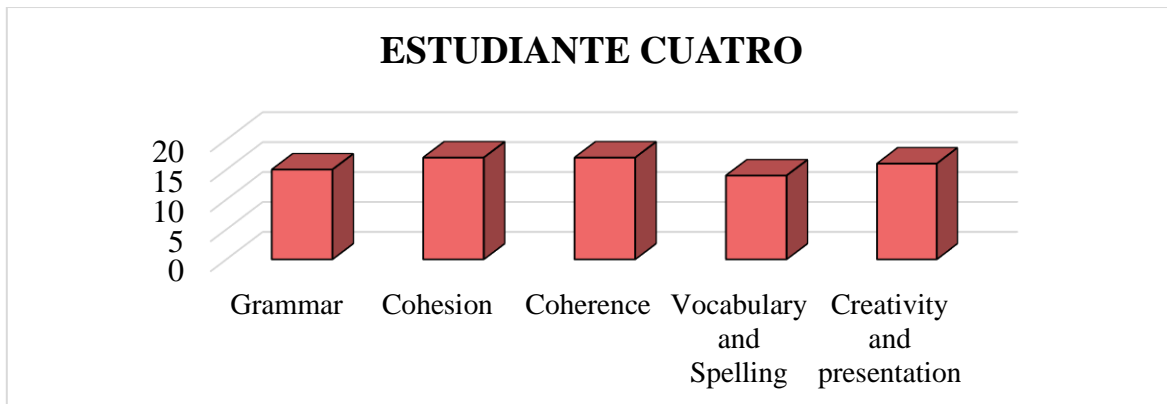 ESTUDIANTE CUATRO
20
15
10
5
0
Grammar
Cohesion
Coherence
Vocabulary
and
Spelling
Creativity
and
presentation